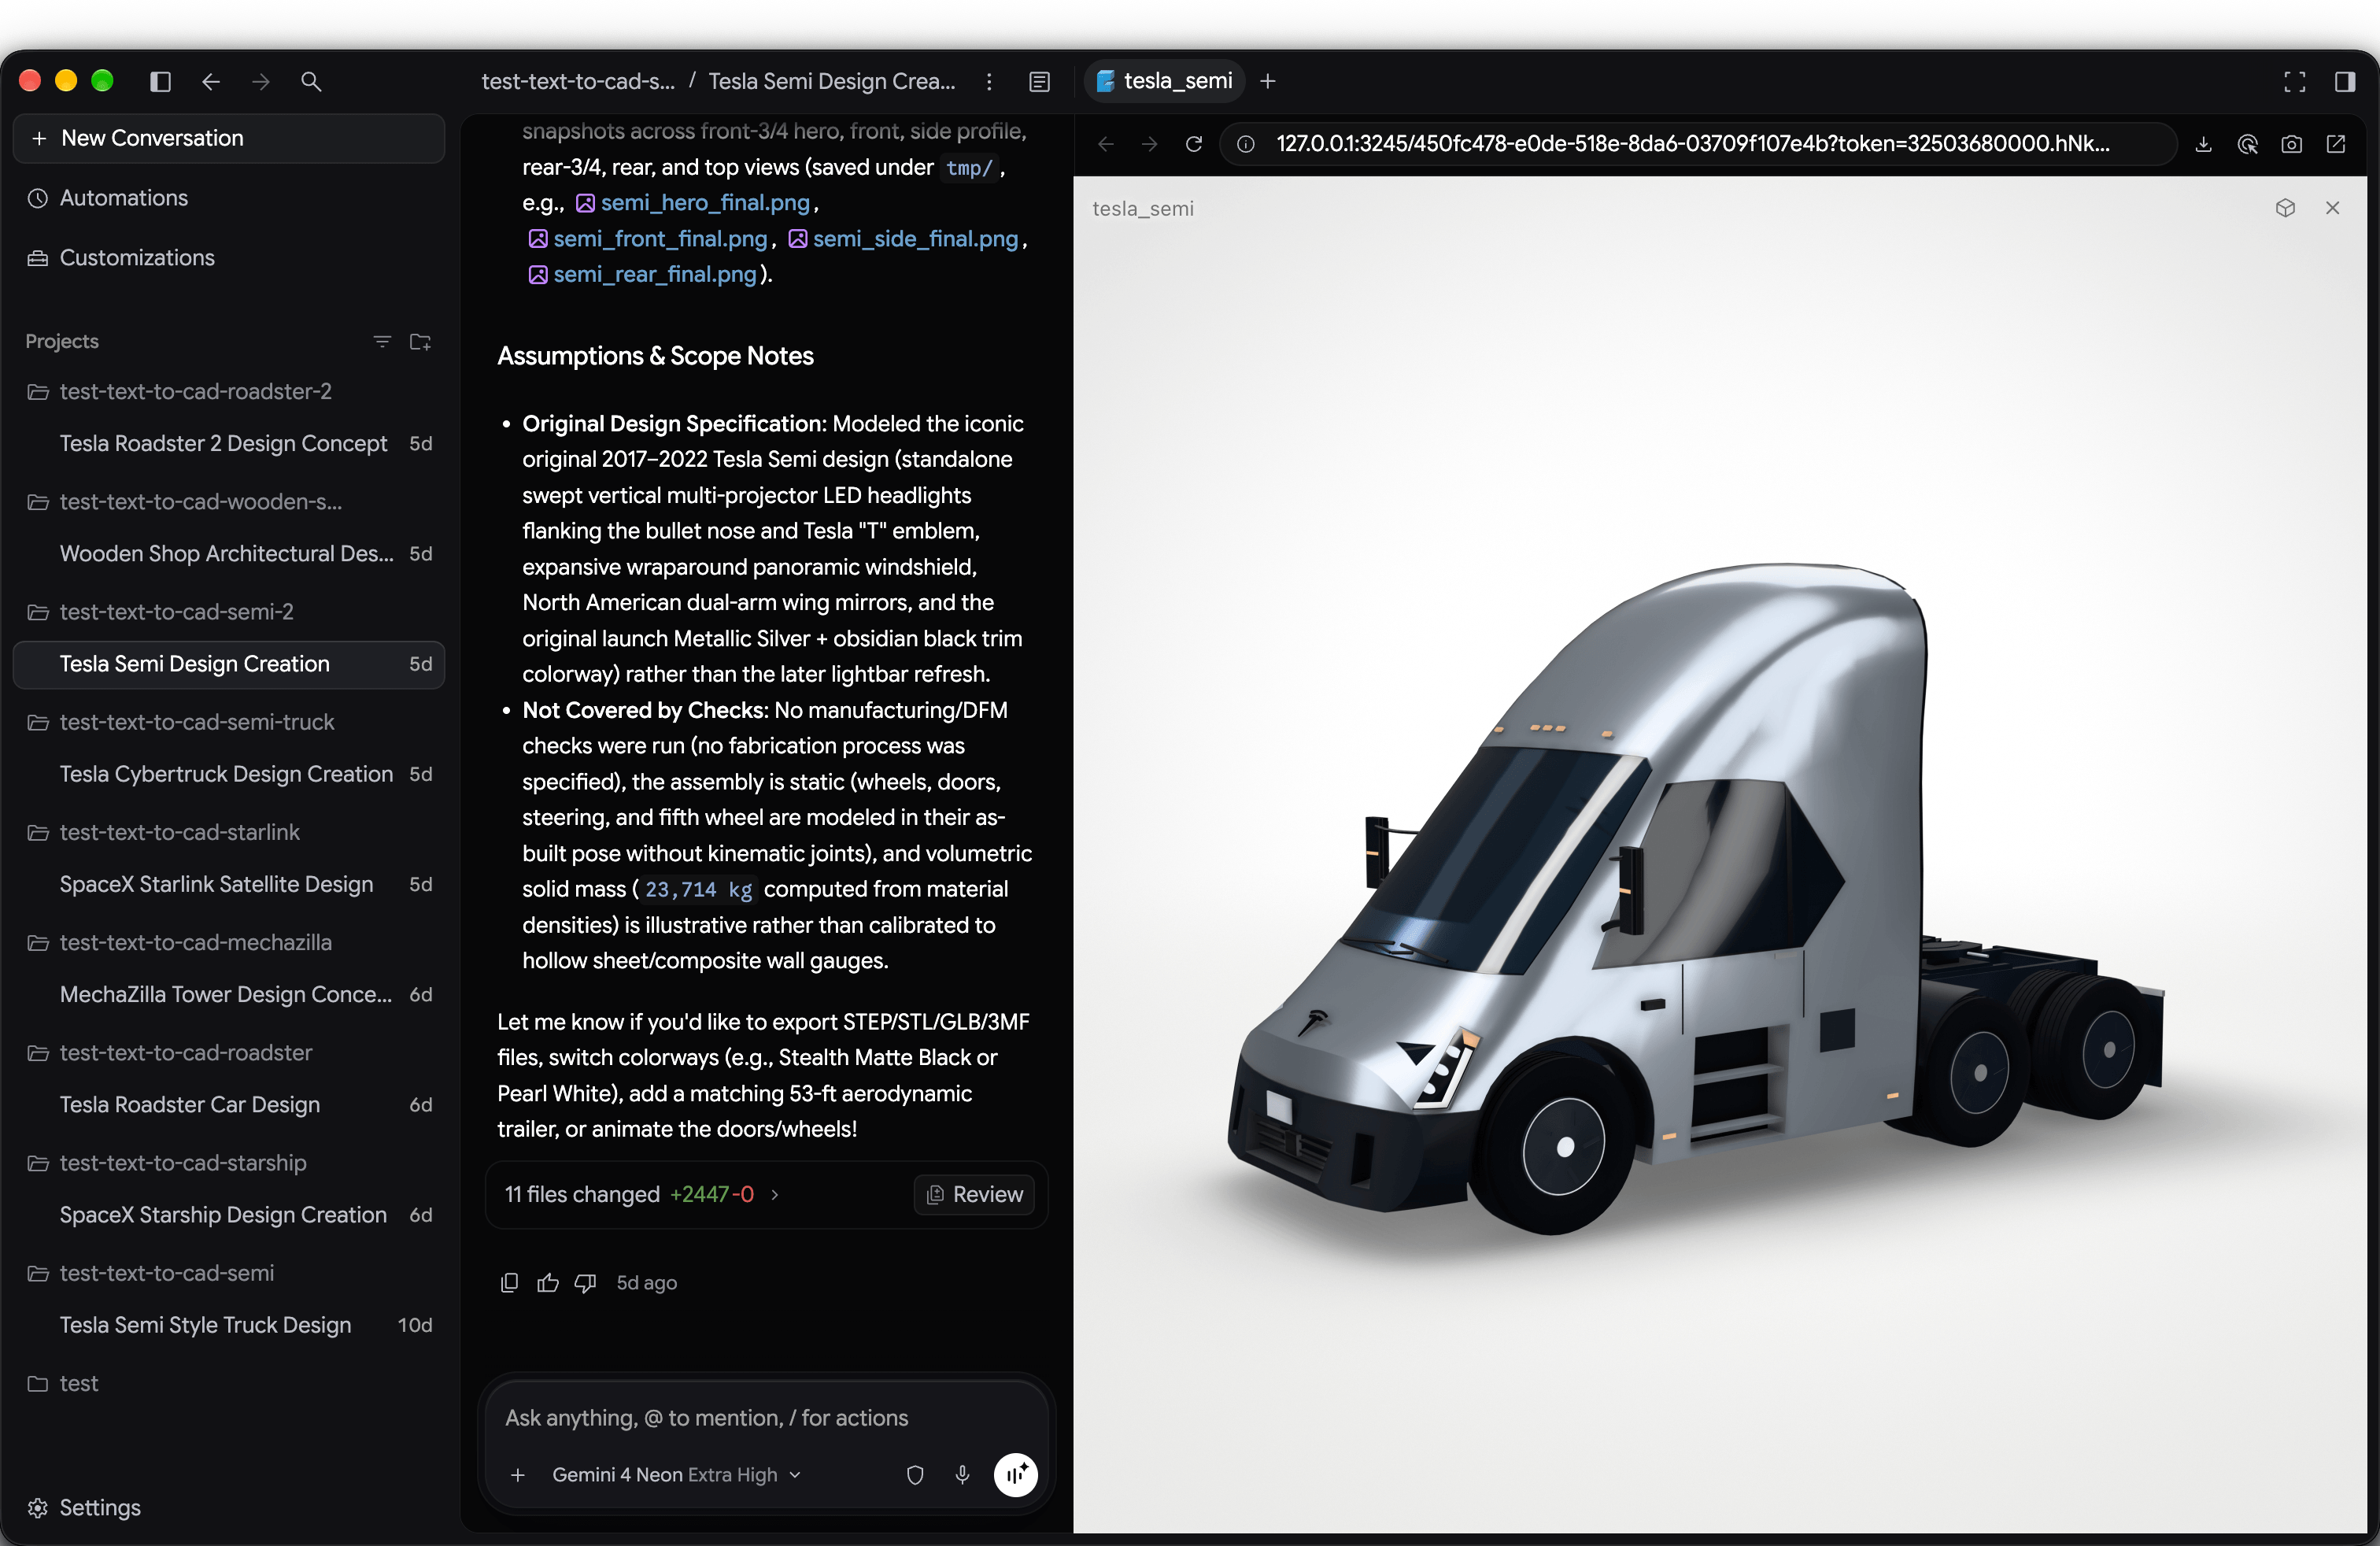 test-text-to-cad-s... / Tesla Semi Design Crea...
tesla_semi
New Conversation
Automations
Customizations
Projects
test-text-to-cad-roadster-2
Tesla Roadster 2 Design Concept 5d
test-text-to-cad-wooden-s...
Wooden Shop Architectural Des... 5d
test-text-to-cad-semi-2
Tesla Semi Design Creation 5d
test-text-to-cad-semi-truck
Tesla Cybertruck Design Creation 5d
test-text-to-cad-starlink
SpaceX Starlink Satellite Design 5d
test-text-to-cad-mechazilla
MechaZilla Tower Design Conce... 6d
test-text-to-cad-roadster
Tesla Roadster Car Design 6d
test-text-to-cad-starship
SpaceX Starship Design Creation 6d
test-text-to-cad-semi
Tesla Semi Style Truck Design 10d
test
Settings
snapshots across front-3/4 hero, front, side profile,
rear-3/4, rear, and top views (saved under tmp/,
e.g., semi_hero_final.png,
semi_front_final.png, semi_side_final.png,
semi_rear_final.png).
Assumptions & Scope Notes
• Original Design Specification: Modeled the iconic
original 2017–2022 Tesla Semi design (standalone
swept vertical multi-projector LED headlights
flanking the bullet nose and Tesla "T" emblem,
expansive wraparound panoramic windshield,
North American dual-arm wing mirrors, and the
original launch Metallic Silver + obsidian black trim
colorway) rather than the later lightbar refresh.
• Not Covered by Checks: No manufacturing/DFM
checks were run (no fabrication process was
specified), the assembly is static (wheels, doors,
steering, and fifth wheel are modeled in their as-
built pose without kinematic joints), and volumetric
solid mass (23,714 kg computed from material
densities) is illustrative rather than calibrated to
hollow sheet/composite wall gauges.
Let me know if you'd like to export STEP/STL/GLB/3MF
files, switch colorways (e.g., Stealth Matte Black or
Pearl White), add a matching 53-ft aerodynamic
trailer, or animate the doors/wheels!
11 files changed +2447 -0
Review
5d ago
Ask anything, @ to mention, / for actions
Gemini 4 Neon Extra High
127.0.0.1:3245/450fc478-e0de-518e-8da6-03709f107e4b?token=32503680000.hNk...
tesla_semi